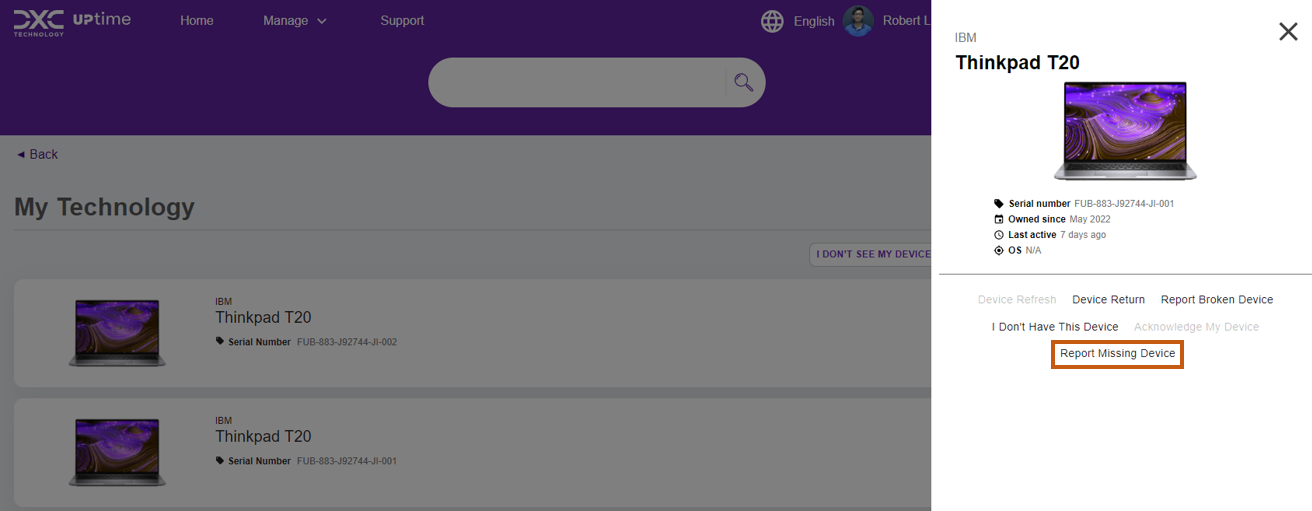 DXC TECHNOLOGY UPtime Home Manage Support English Robert L
◄ Back
My Technology
I DON'T SEE MY DEVICE
IBM
Thinkpad T20
Serial Number FUB-883-J92744-JI-002
IBM
Thinkpad T20
Serial Number FUB-883-J92744-JI-001
IBM
Thinkpad T20
Serial number FUB-883-J92744-JI-001
Owned since May 2022
Last active 7 days ago
OS N/A
Device Refresh Device Return Report Broken Device
I Don't Have This Device Acknowledge My Device
Report Missing Device